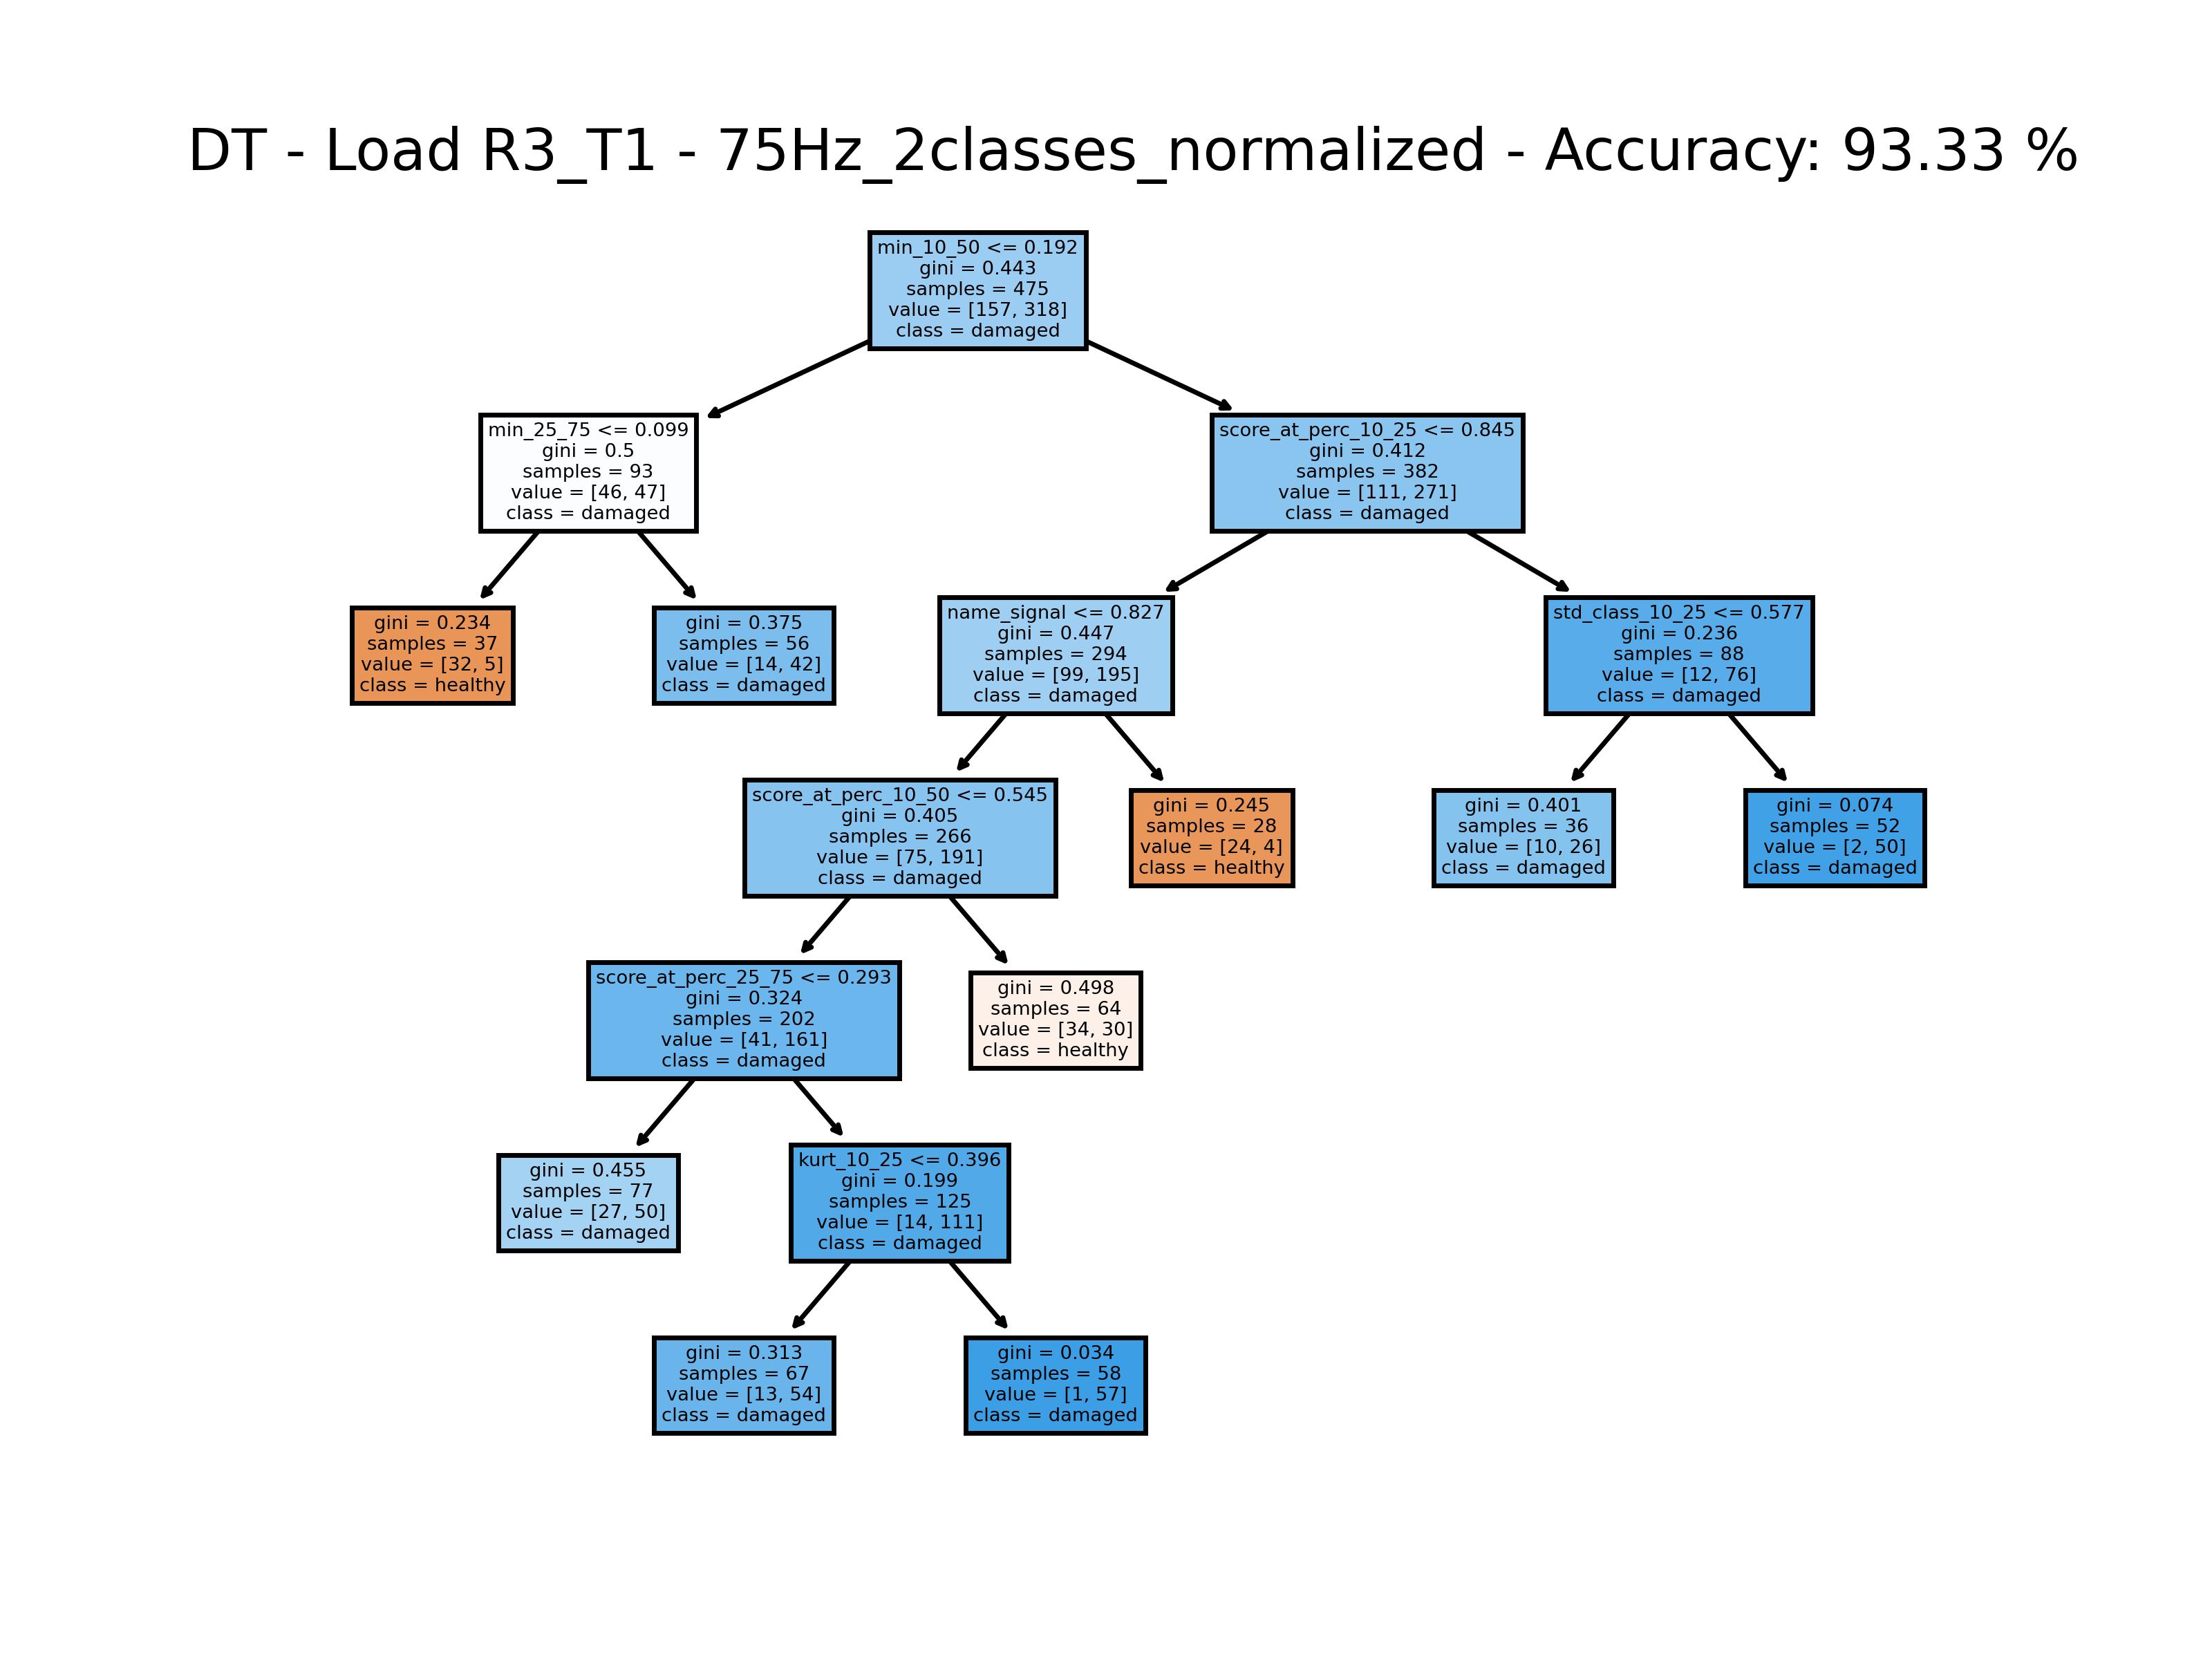 DT - Load R3_T1 - 75Hz_2classes_normalized - Accuracy: 93.33 %
min_10_50 <= 0.192
gini = 0.443
samples = 475
value = [157, 318]
class = damaged
min_25_75 <= 0.099
gini = 0.5
samples = 93
value = [46, 47]
class = damaged
score_at_perc_10_25 <= 0.845
gini = 0.412
samples = 382
value = [111, 271]
class = damaged
gini = 0.234
samples = 37
value = [32, 5]
class = healthy
gini = 0.375
samples = 56
value = [14, 42]
class = damaged
name_signal <= 0.827
gini = 0.447
samples = 294
value = [99, 195]
class = damaged
std_class_10_25 <= 0.577
gini = 0.236
samples = 88
value = [12, 76]
class = damaged
score_at_perc_10_50 <= 0.545
gini = 0.405
samples = 266
value = [75, 191]
class = damaged
gini = 0.245
samples = 28
value = [24, 4]
class = healthy
gini = 0.401
samples = 36
value = [10, 26]
class = damaged
gini = 0.074
samples = 52
value = [2, 50]
class = damaged
score_at_perc_25_75 <= 0.293
gini = 0.324
samples = 202
value = [41, 161]
class = damaged
gini = 0.498
samples = 64
value = [34, 30]
class = healthy
gini = 0.455
samples = 77
value = [27, 50]
class = damaged
kurt_10_25 <= 0.396
gini = 0.199
samples = 125
value = [14, 111]
class = damaged
gini = 0.313
samples = 67
value = [13, 54]
class = damaged
gini = 0.034
samples = 58
value = [1, 57]
class = damaged